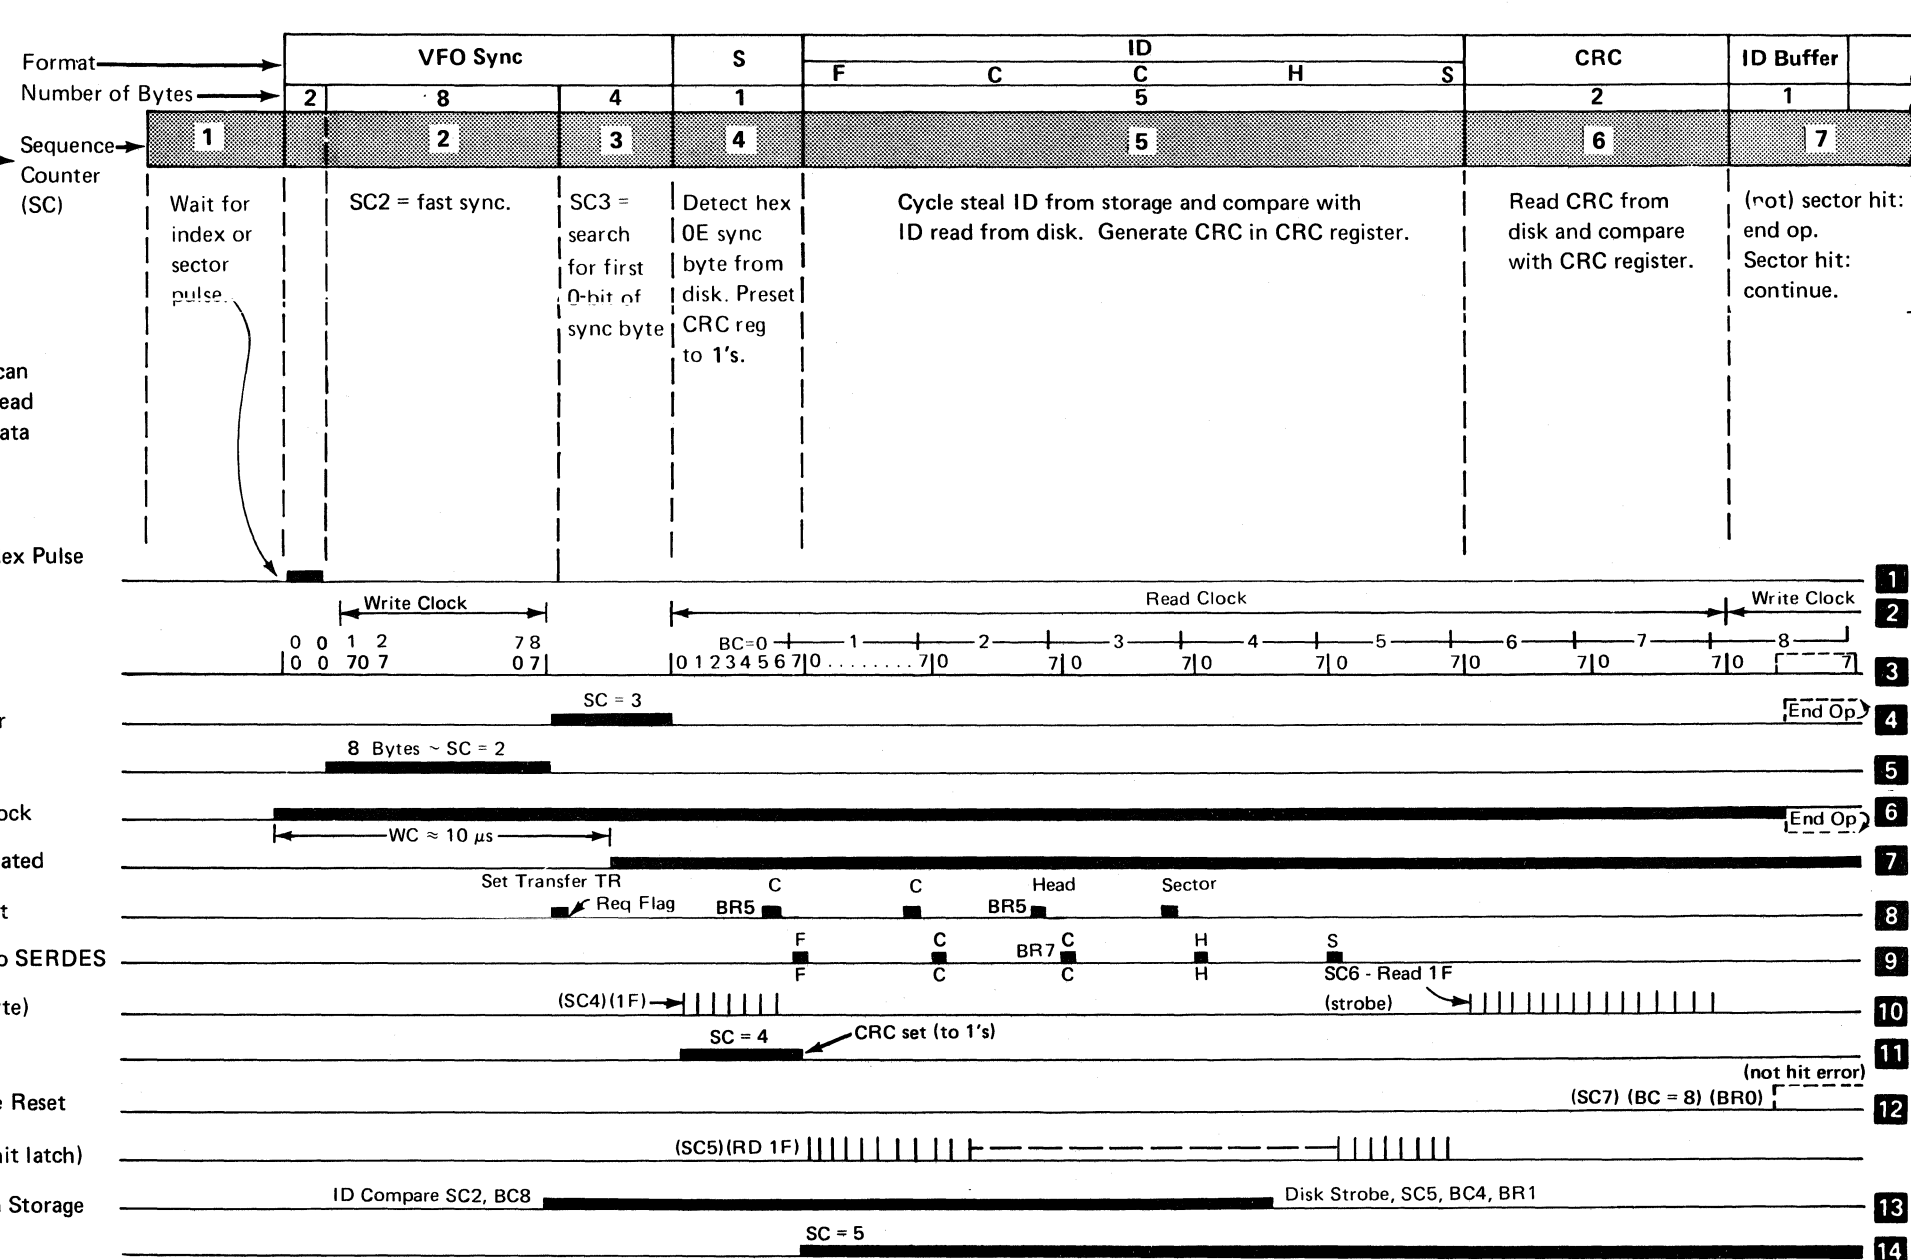 Format
VFO Sync
S
ID
F C C H S
CRC
ID Buffer
Number of Bytes
2 8 4 1 5 2 1
Sequence
Counter
(SC)
1 2 3 4 5 6 7
Wait for
index or
sector
pulse.
SC2 = fast sync.
SC3 =
search
for first
0-bit of
sync byte
Detect hex
0E sync
byte from
disk. Preset
CRC reg
to 1's.
Cycle steal ID from storage and compare with
ID read from disk. Generate CRC in CRC register.
Read CRC from
disk and compare
with CRC register.
(not) sector hit:
end op.
Sector hit:
continue.
can
ead
ata
ex Pulse
1
Write Clock
Read Clock
Write Clock
2
0 0 1 2 7 8
BC=0 1 2 3 4 5 6 7 8
0 0 70 7 0 7
0 1 2 3 4 5 6 7 0 . . . . . . . . 7 0 7 0 7 0 7 0 7 0 7 0 7
3
r
SC = 3
End Op
4
8 Bytes ~ SC = 2
5
ock
End Op
6
WC ≈ 10 µs
ated
7
Set Transfer TR
Req Flag
C C Head Sector
t
BR5 BR5
8
F C C H S
o SERDES
BR7
9
F C C H
SC6 - Read 1F
(strobe)
te)
(SC4)(1F)
10
SC = 4
CRC set (to 1's)
11
(not hit error)
e Reset
(SC7) (BC = 8) (BR0)
12
it latch)
(SC5)(RD 1F)
Storage
ID Compare SC2, BC8
Disk Strobe, SC5, BC4, BR1
13
SC = 5
14